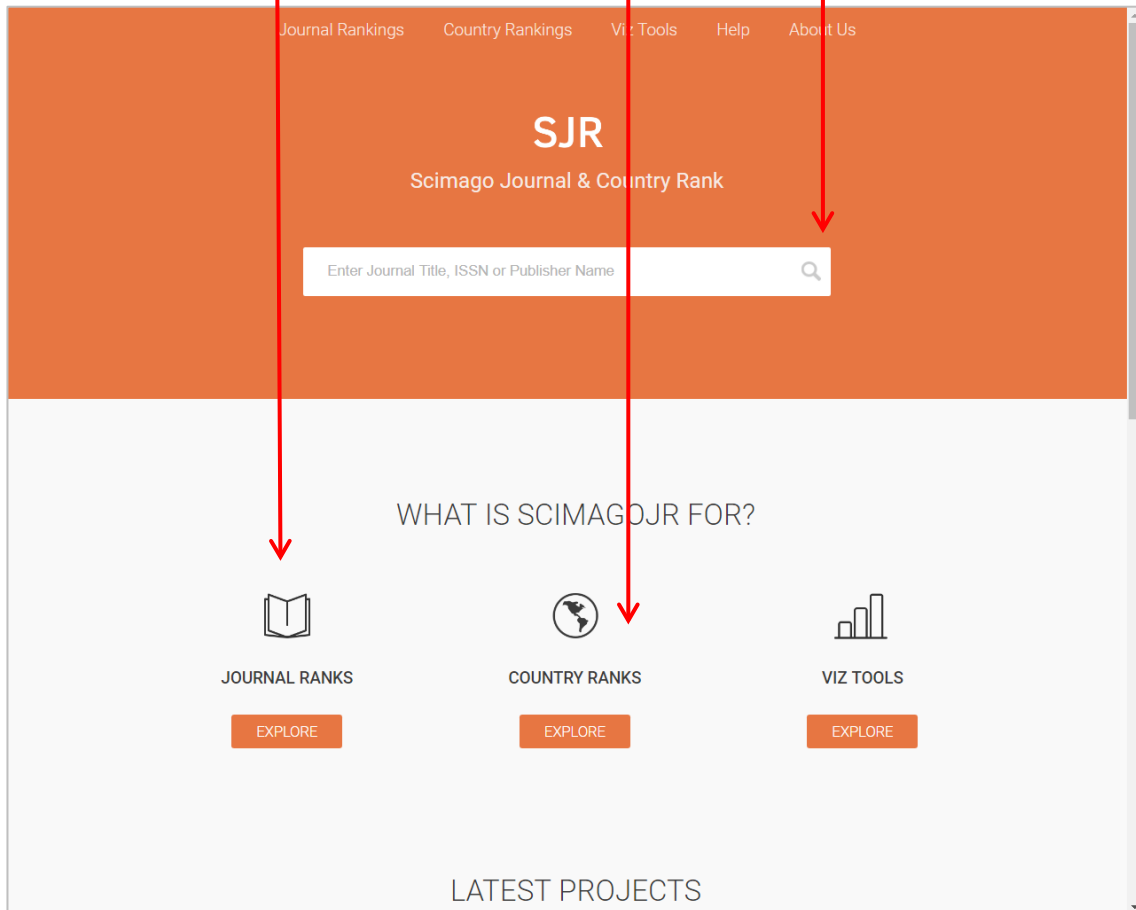 Journal Rankings Country Rankings Viz Tools Help About Us
SJR
Scimago Journal & Country Rank
Enter Journal Title, ISSN or Publisher Name
WHAT IS SCIMAGOJR FOR?
JOURNAL RANKS COUNTRY RANKS VIZ TOOLS
EXPLORE EXPLORE EXPLORE
LATEST PROJECTS